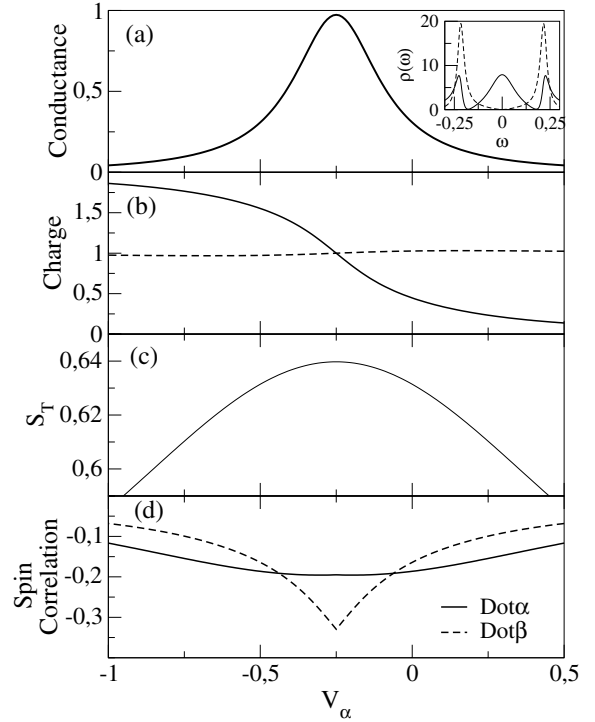 (a)
Conductance
1
0,5
0
ρ(ω)
20
10
0
-0,25
0
0,25
ω
(b)
Charge
1,5
1
0,5
0
(c)
S_T
0,64
0,62
0,6
(d)
Spin
Correlation
-0,1
-0,2
-0,3
Dotα
Dotβ
-1
-0,5
0
0,5
V_α